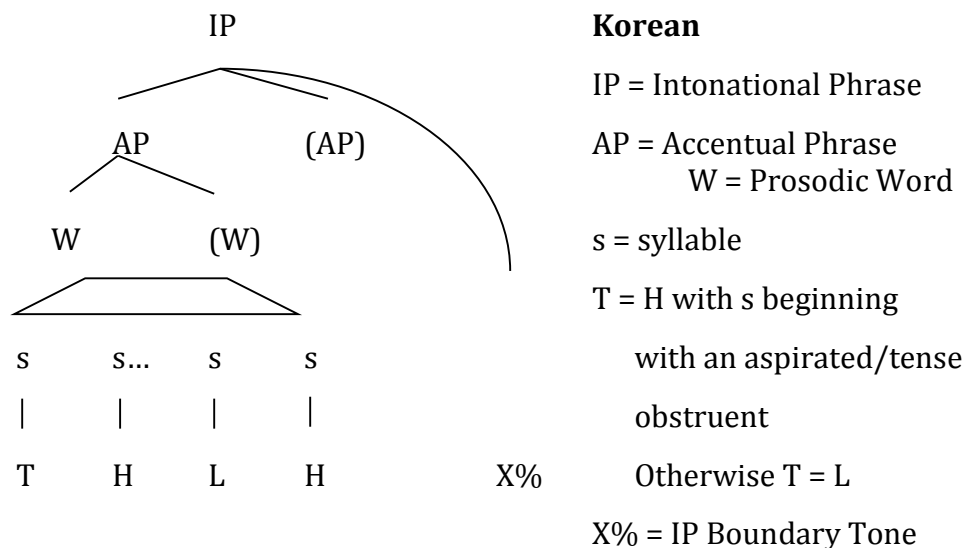 IP
AP (AP)
W (W)
s s... s s
| | | |
T H L H X%
Korean
IP = Intonational Phrase
AP = Accentual Phrase
W = Prosodic Word
s = syllable
T = H with s beginning
with an aspirated/tense
obstruent
Otherwise T = L
X% = IP Boundary Tone